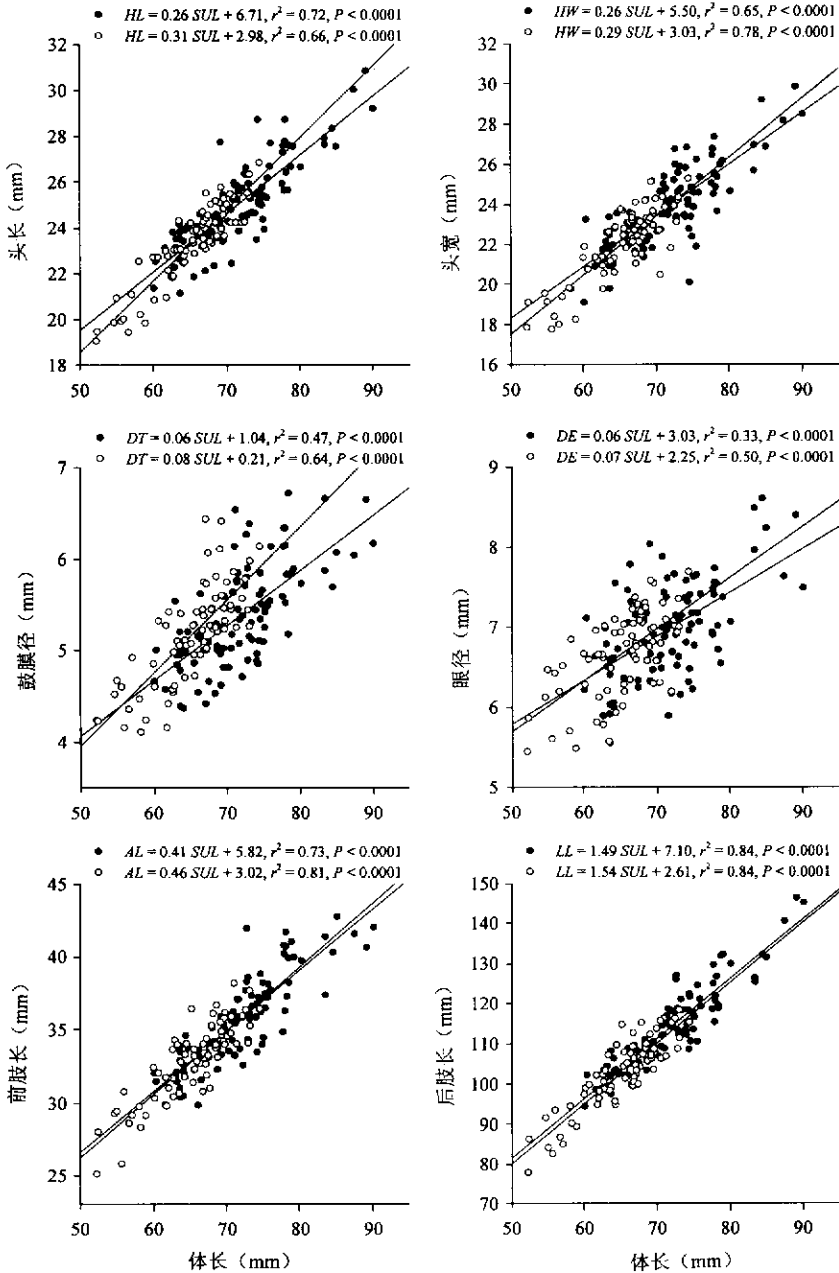 ● HL = 0.26 SUL + 6.71, r² = 0.72, P < 0.0001
○ HL = 0.31 SUL + 2.98, r² = 0.66, P < 0.0001
32
30
28
26
24
22
20
18
头长（mm）
50 60 70 80 90
● HW = 0.26 SUL + 5.50, r² = 0.65, P < 0.0001
○ HW = 0.29 SUL + 3.03, r² = 0.78, P < 0.0001
32
30
28
26
24
22
20
18
16
头宽（mm）
50 60 70 80 90
● DT = 0.06 SUL + 1.04, r² = 0.47, P < 0.0001
○ DT = 0.08 SUL + 0.21, r² = 0.64, P < 0.0001
7
6
5
4
鼓膜径（mm）
50 60 70 80 90
● DE = 0.06 SUL + 3.03, r² = 0.33, P < 0.0001
○ DE = 0.07 SUL + 2.25, r² = 0.50, P < 0.0001
9
8
7
6
5
眼径（mm）
50 60 70 80 90
● AL = 0.41 SUL + 5.82, r² = 0.73, P < 0.0001
○ AL = 0.46 SUL + 3.02, r² = 0.81, P < 0.0001
45
40
35
30
25
前肢长（mm）
50 60 70 80 90
体长（mm）
● LL = 1.49 SUL + 7.10, r² = 0.84, P < 0.0001
○ LL = 1.54 SUL + 2.61, r² = 0.84, P < 0.0001
150
140
130
120
110
100
90
80
70
后肢长（mm）
50 60 70 80 90
体长（mm）